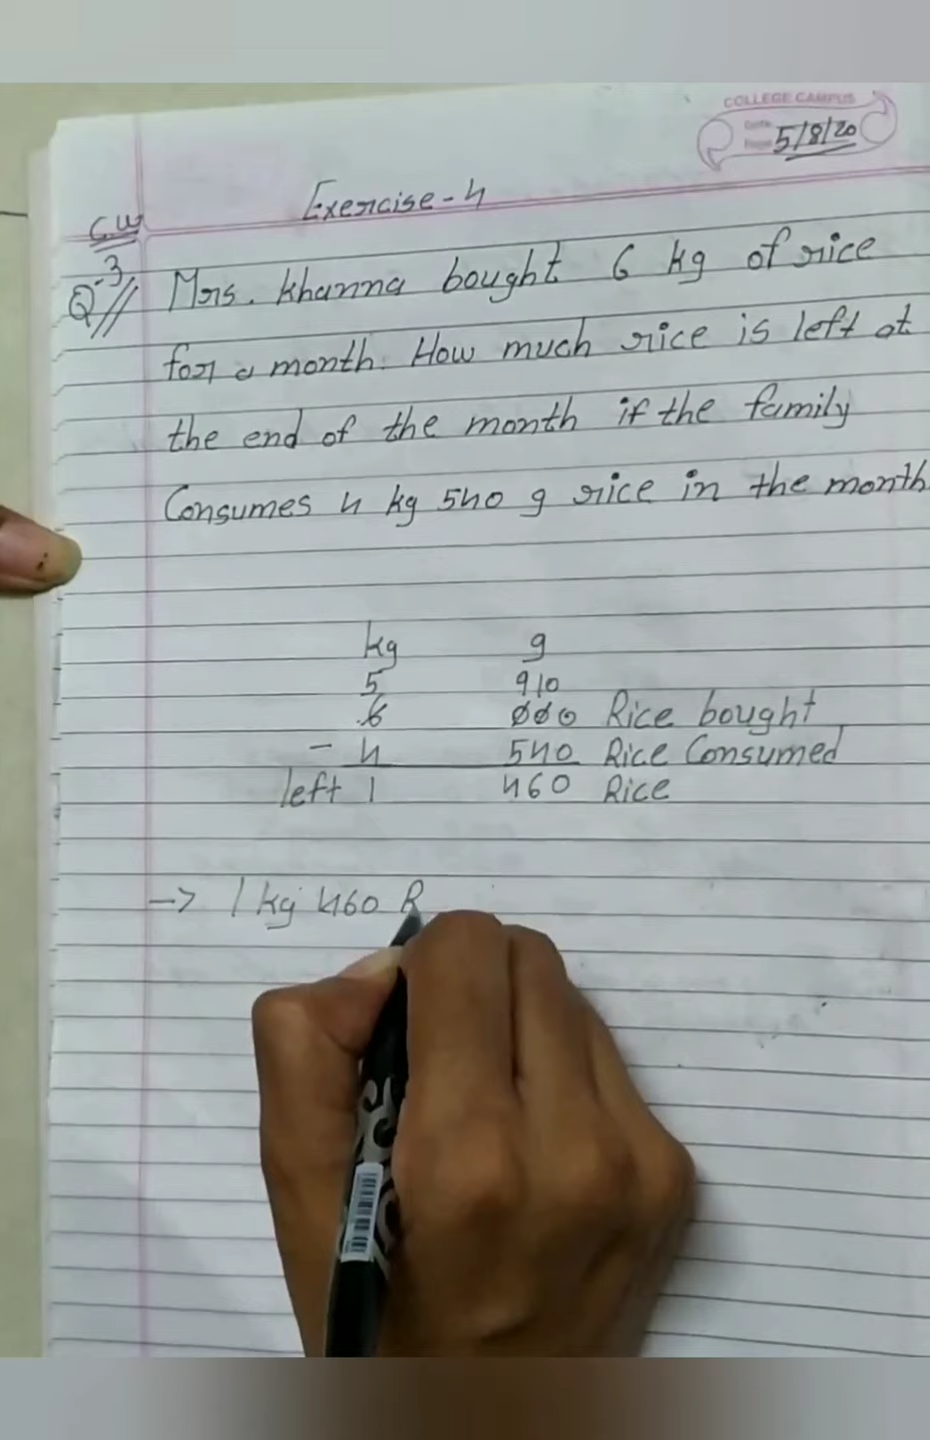 COLLEGE CAMPUS
5/8/20
Exercise-4
C.W
Q-3// Mrs. Khanna bought 6 kg of rice
for a month. How much rice is left at
the end of the month if the family
Consumes 4 kg 540 g rice in the month.
kg g
5 910
6 000 Rice bought
- 4 540 Rice Consumed
left 1 460 Rice
-> 1 kg 460 R